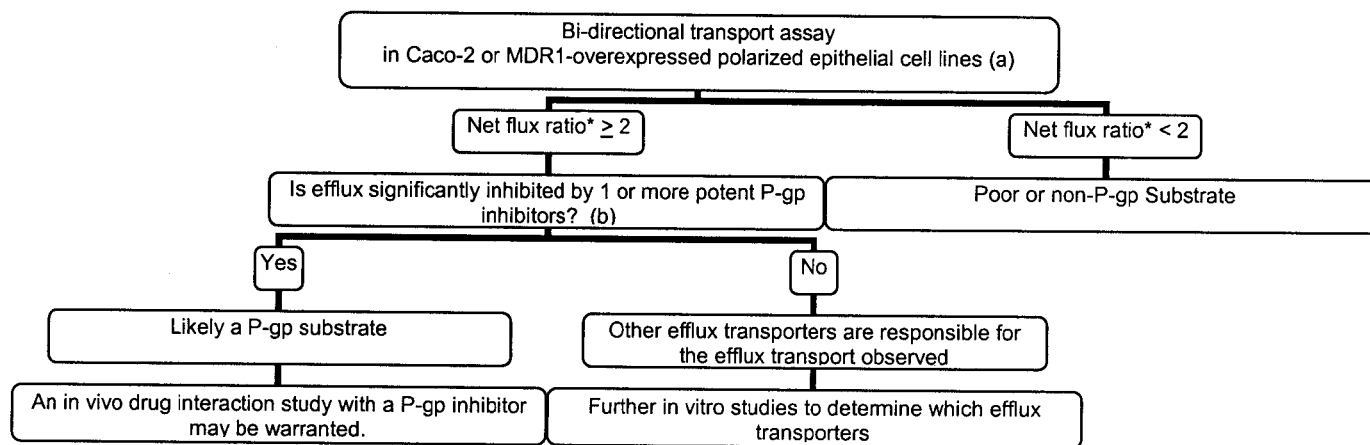 Bi-directional transport assay
in Caco-2 or MDR1-overexpressed polarized epithelial cell lines (a)
Net flux ratio* ≥ 2
Net flux ratio* < 2
Is efflux significantly inhibited by 1 or more potent P-gp
inhibitors? (b)
Poor or non-P-gp Substrate
Yes
No
Likely a P-gp substrate
Other efflux transporters are responsible for
the efflux transport observed
An in vivo drug interaction study with a P-gp inhibitor
may be warranted.
Further in vitro studies to determine which efflux
transporters